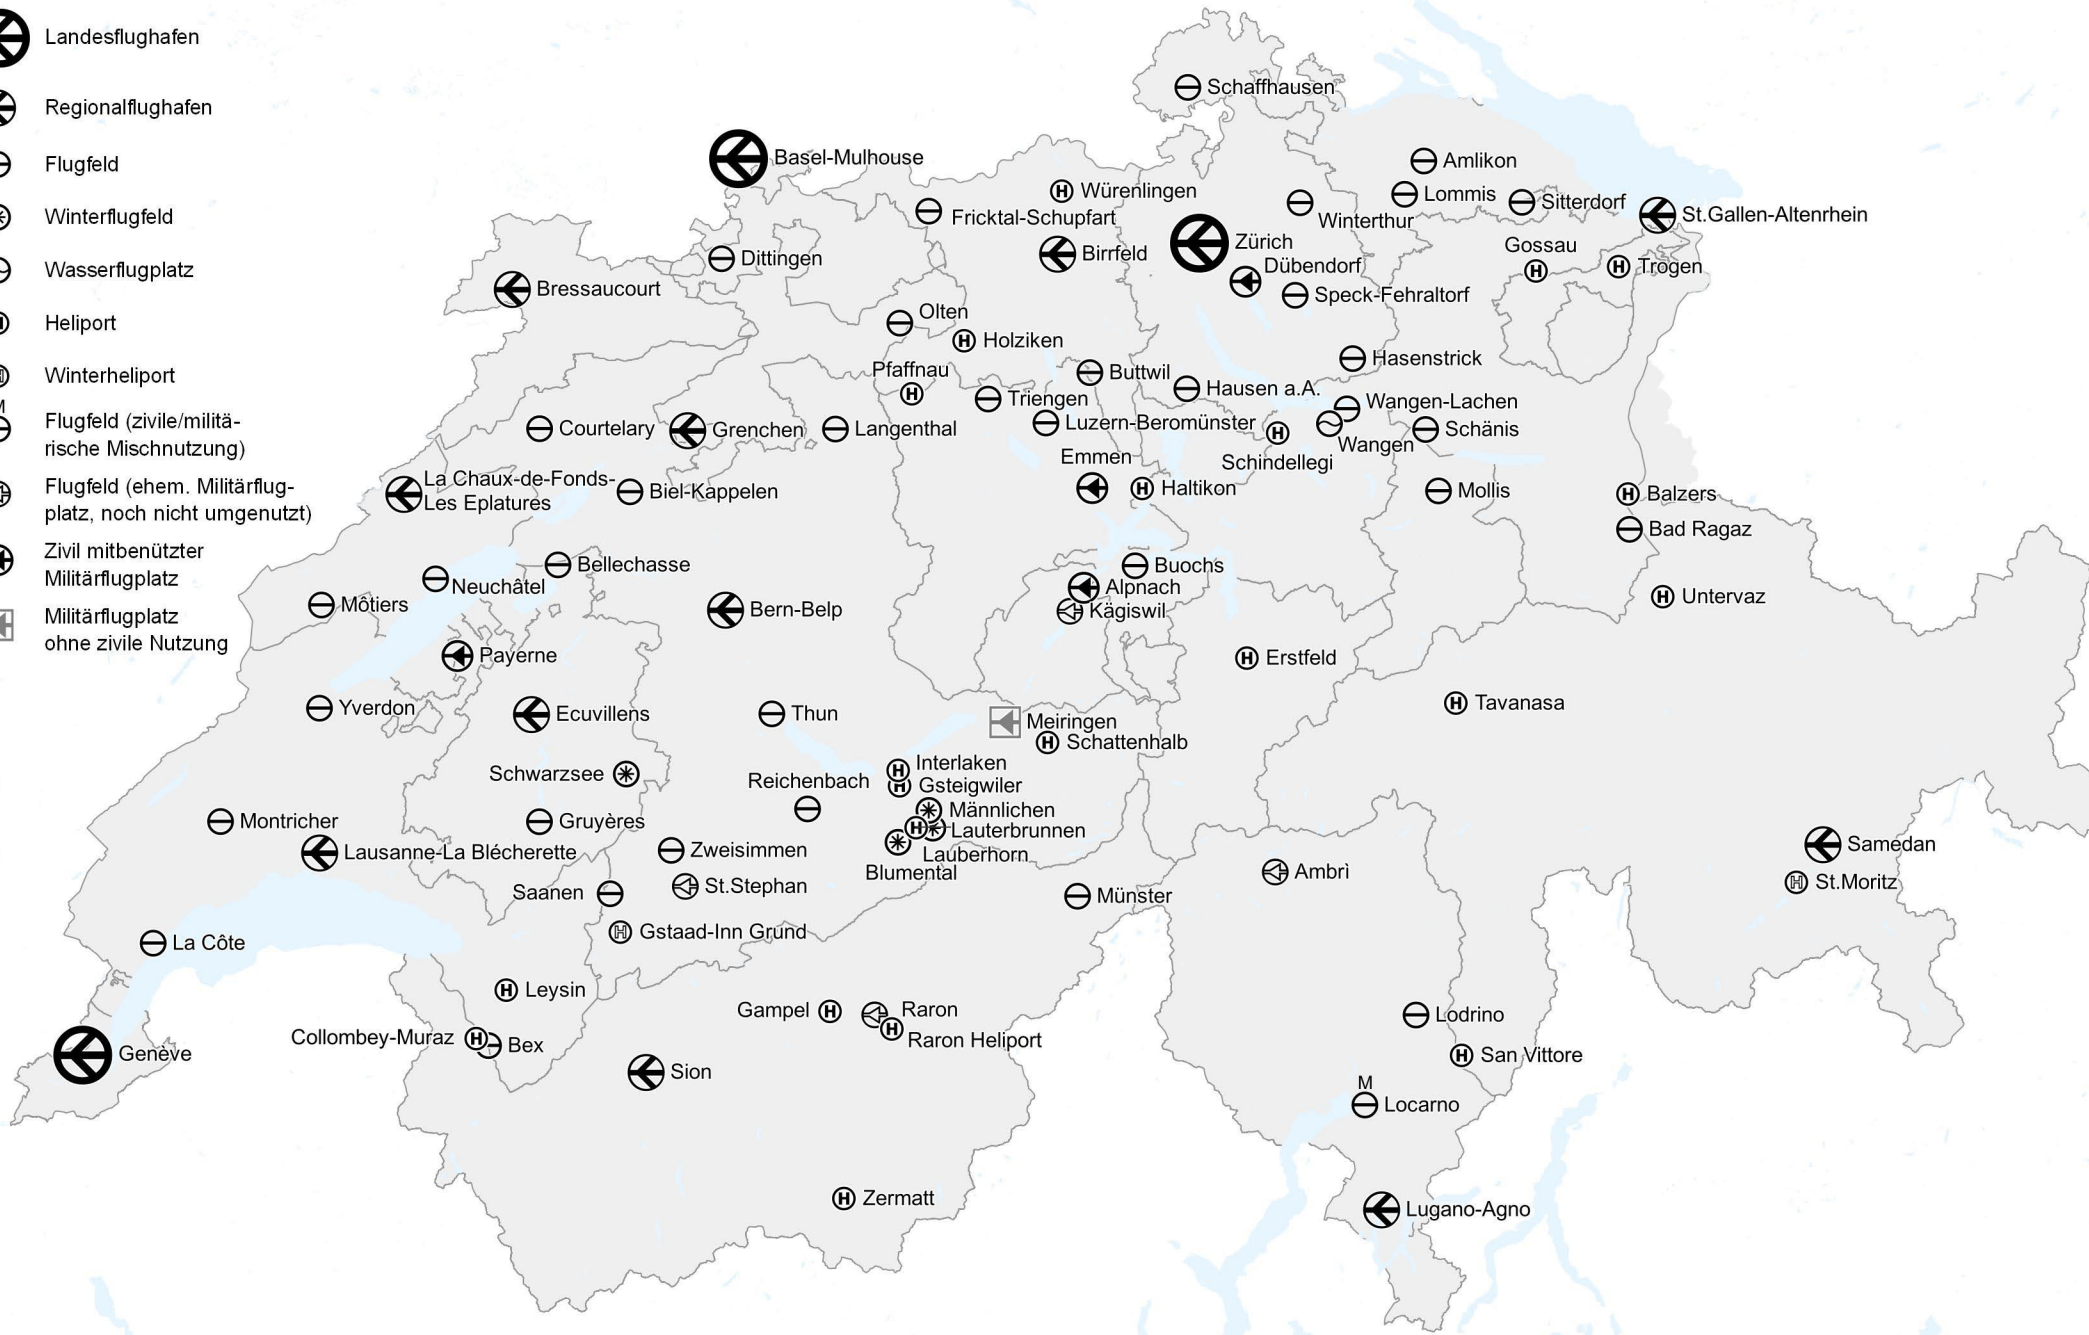 Landesflughafen
Regionalflughafen
Flugfeld
Winterflugfeld
Wasserflugplatz
Heliport
Winterheliport
M
Flugfeld (zivile/militä-
rische Mischnutzung)
Flugfeld (ehem. Militärflug-
platz, noch nicht umgenutzt)
Zivil mitbenützter
Militärflugplatz
Militärflugplatz
ohne zivile Nutzung
Schaffhausen
Basel-Mulhouse
Amlikon
Würenlingen
Lommis
Sitterdorf
Fricktal-Schupfart
Winterthur
St.Gallen-Altenrhein
Zürich
Gossau
Birrfeld
Dittingen
Dübendorf
Trogen
Bressaucourt
Speck-Fehraltorf
Olten
Holziken
Hasenstrick
Pfaffnau
Buttwil
Hausen a.A.
Triengen
Wangen-Lachen
Luzern-Beromünster
Courtelary
Grenchen
Langenthal
Schänis
Wangen
Emmen
Schindellegi
La Chaux-de-Fonds-
Les Eplatures
Biel-Kappelen
Haltikon
Mollis
Balzers
Bad Ragaz
Bellechasse
Buochs
Neuchâtel
Alpnach
Untervaz
Môtiers
Bern-Belp
Kägiswil
Payerne
Erstfeld
Yverdon
Ecuvillens
Thun
Tavanasa
Meiringen
Schattenhalb
Schwarzsee
Interlaken
Reichenbach
Gsteigwiler
Männlichen
Montricher
Gruyères
Lauterbrunnen
Lausanne-La Blécherette
Zweisimmen
Lauberhorn
Samedan
Blumental
Ambrì
Saanen
St.Stephan
Münster
St.Moritz
Gstaad-Inn Grund
La Côte
Leysin
Gampel
Raron
Lodrino
Collombey-Muraz
Bex
Raron Heliport
Genève
San Vittore
Sion
M
Locarno
Zermatt
Lugano-Agno